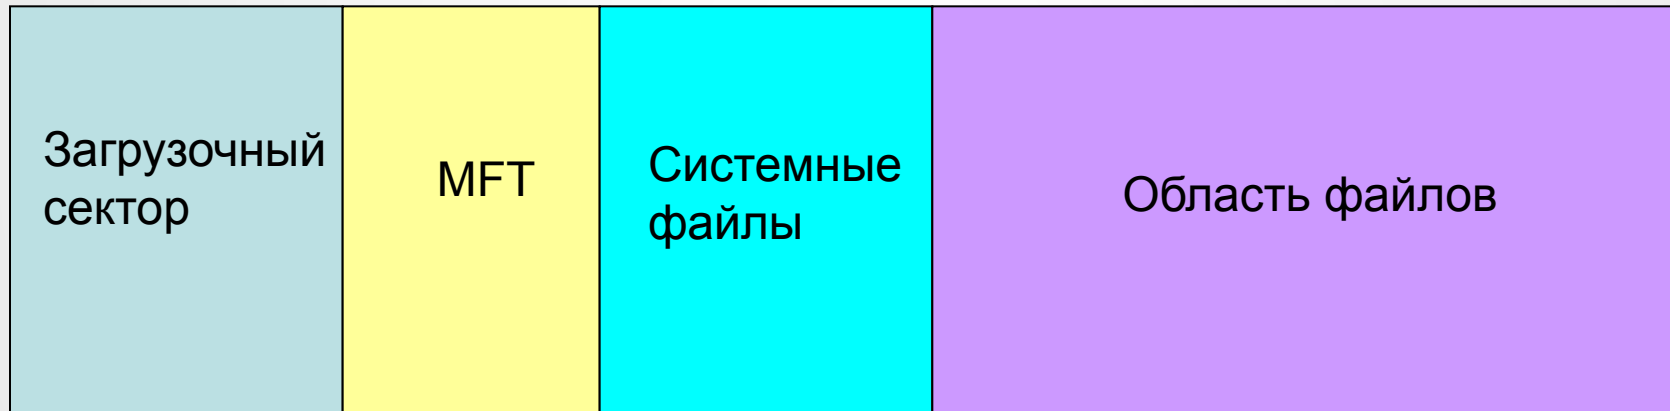 Загрузочный
сектор
MFT
Системные
файлы
Область файлов